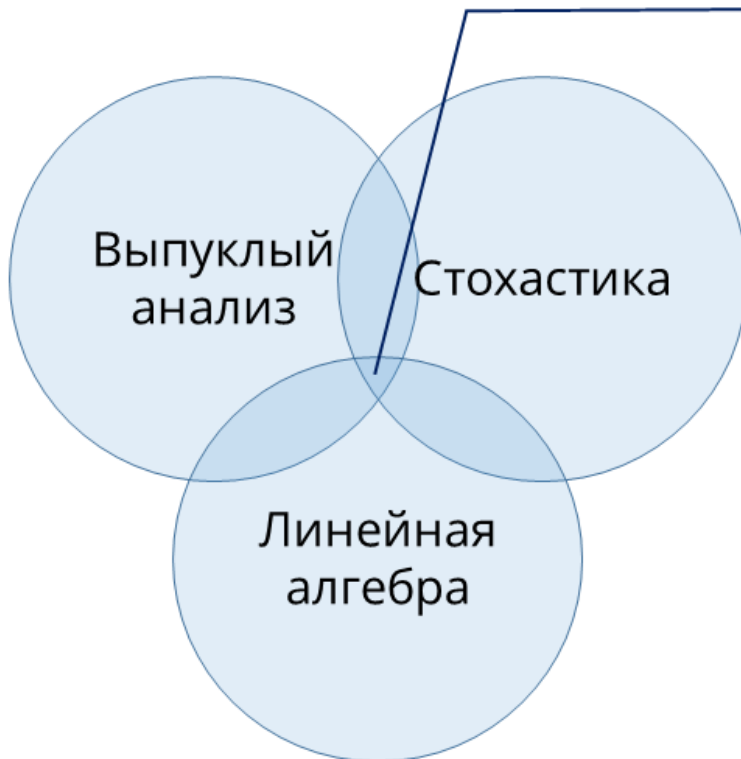 Выпуклый
анализ
Стохастика
Линейная
алгебра